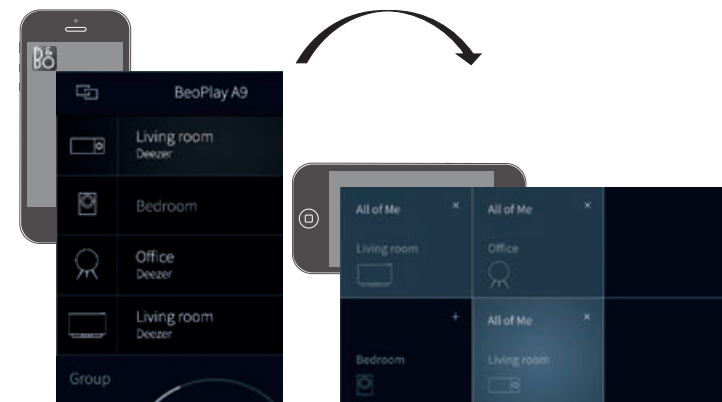 B&O
BeoPlay A9
Living room
Deezer
Bedroom
Office
Deezer
Living room
Deezer
Group
All of Me ×
All of Me ×
Living room
Office
+
All of Me ×
Bedroom
Living room